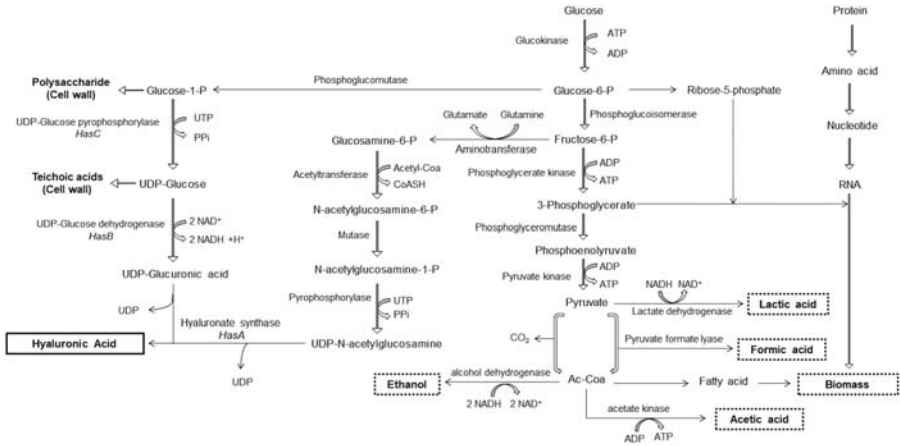 Glucose
Protein
Glucokinase
ATP
ADP
Amino acid
Polysaccharide
(Cell wall)
Glucose-1-P
Phosphoglucomutase
Glucose-6-P
Ribose-5-phosphate
UDP-Glucose pyrophosphorylase
HasC
UTP
PPi
Glutamate
Glutamine
Phosphoglucoisomerase
Nucleotide
Glucosamine-6-P
Aminotransferase
Fructose-6-P
Acetyltransferase
Acetyl-Coa
CoASH
Phosphoglycerate kinase
ADP
ATP
Teichoic acids
(Cell wall)
UDP-Glucose
RNA
N-acetylglucosamine-6-P
3-Phosphoglycerate
UDP-Glucose dehydrogenase
HasB
2 NAD⁺
2 NADH +H⁺
Mutase
Phosphoglyceromutase
Phosphoenolyruvate
UDP-Glucuronic acid
N-acetylglucosamine-1-P
Pyruvate kinase
ADP
ATP
Pyrophosphorylase
UTP
PPi
UDP
Pyruvate
NADH NAD⁺
Lactate dehydrogenase
Lactic acid
Hyaluronate synthase
HasA
Hyaluronic Acid
UDP-N-acetylglucosamine
CO₂
Pyruvate formate lyase
Formic acid
UDP
Ethanol
alcohol dehydrogenase
2 NADH 2 NAD⁺
Ac-Coa
Fatty acid
Biomass
acetate kinase
ADP ATP
Acetic acid